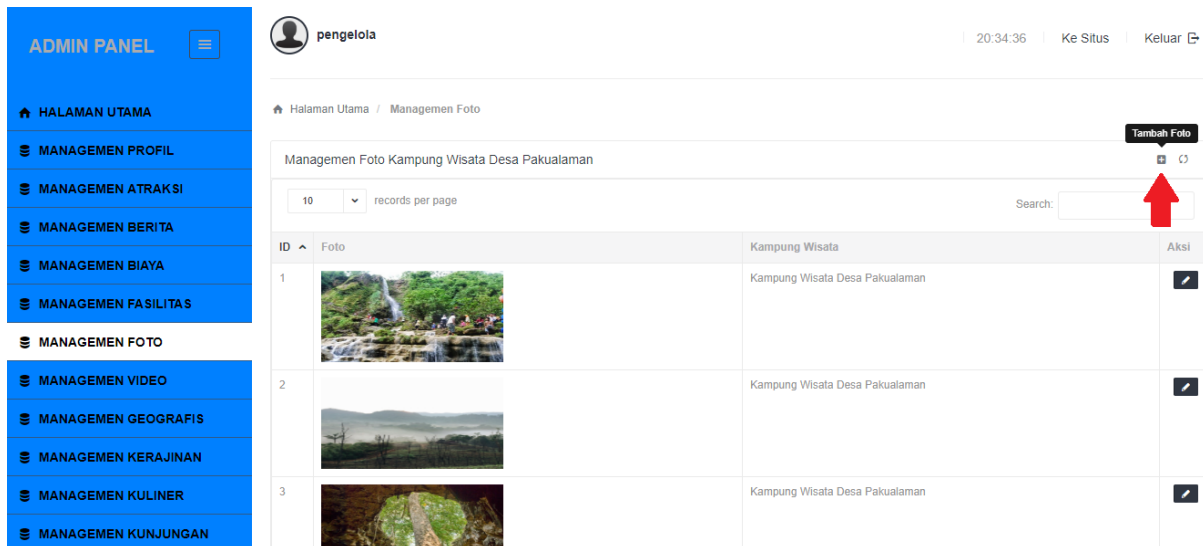 ADMIN PANEL
pengelola
20:34:36
Ke Situs
Keluar
HALAMAN UTAMA
MANAGEMEN PROFIL
MANAGEMEN ATRAKSI
MANAGEMEN BERITA
MANAGEMEN BIAYA
MANAGEMEN FASILITAS
MANAGEMEN FOTO
MANAGEMEN VIDEO
MANAGEMEN GEOGRAFIS
MANAGEMEN KERAJINAN
MANAGEMEN KULINER
MANAGEMEN KUNJUNGAN
Halaman Utama / Managemen Foto
Tambah Foto
Managemen Foto Kampung Wisata Desa Pakualaman
10 records per page
Search:
ID Foto Kampung Wisata Aksi
1 Kampung Wisata Desa Pakualaman
2 Kampung Wisata Desa Pakualaman
3 Kampung Wisata Desa Pakualaman